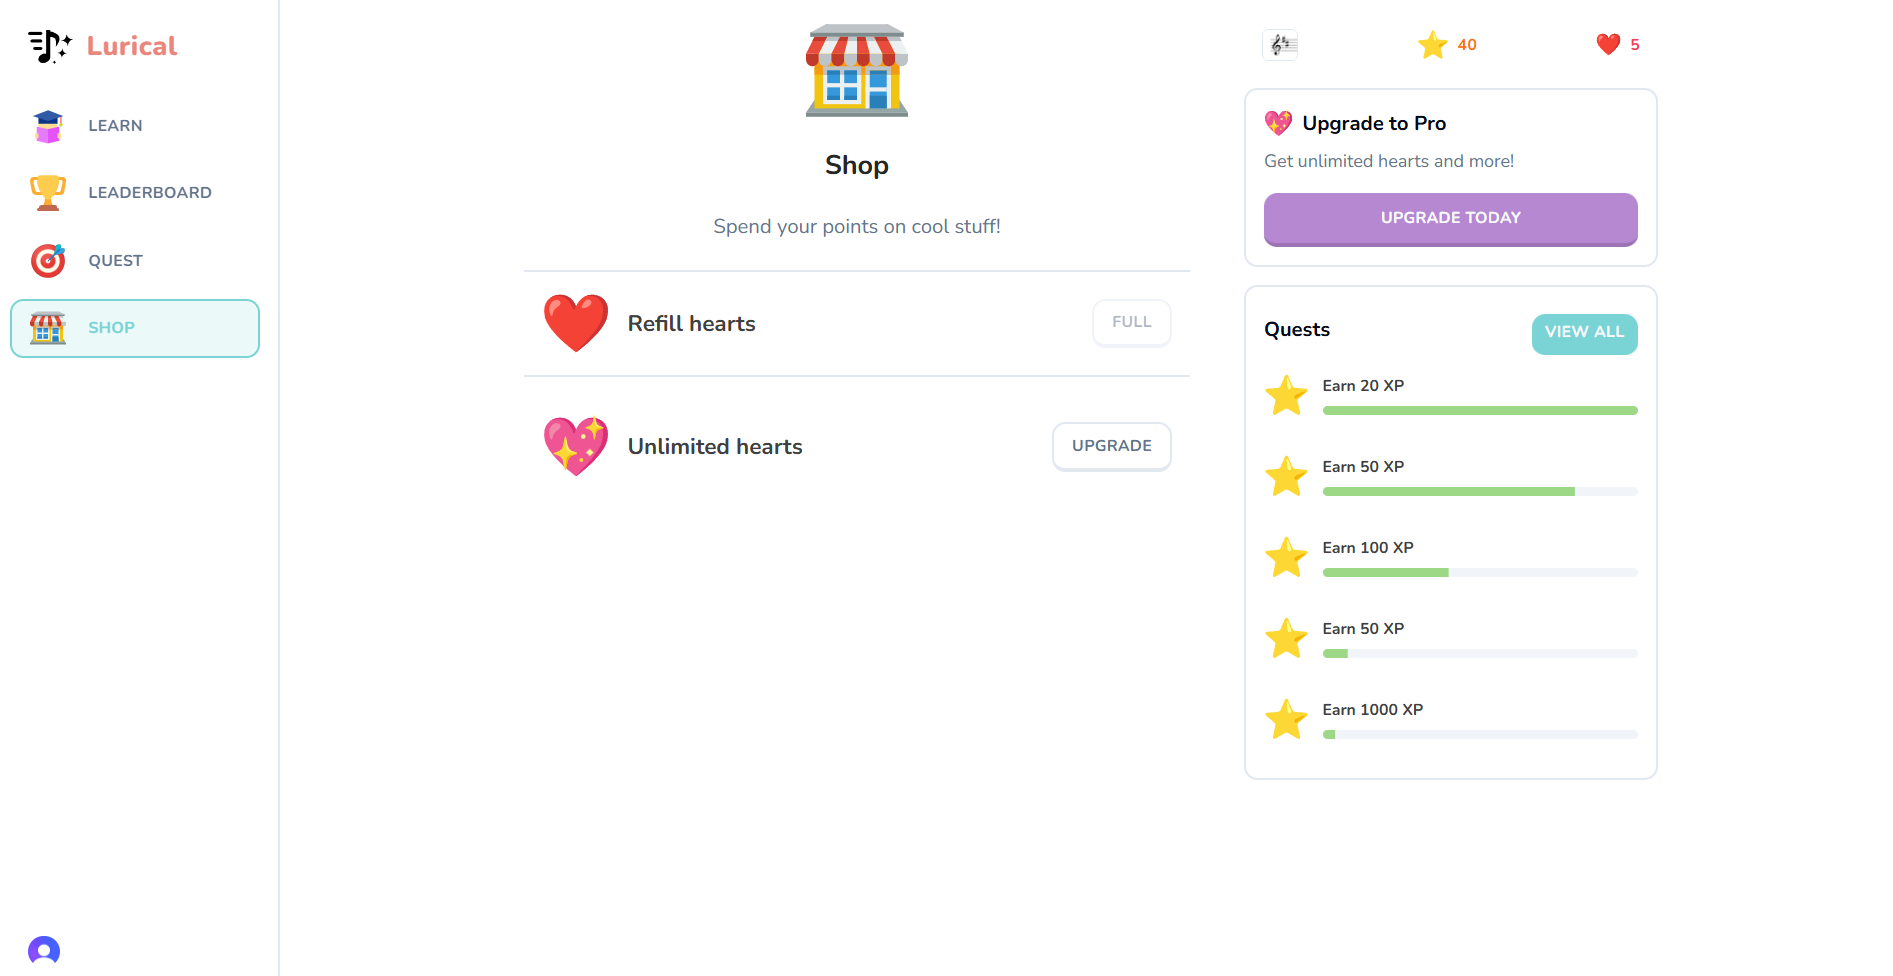 Lurical
LEARN
LEADERBOARD
QUEST
SHOP
Shop
Spend your points on cool stuff!
Refill hearts
FULL
Unlimited hearts
UPGRADE
40
5
Upgrade to Pro
Get unlimited hearts and more!
UPGRADE TODAY
Quests
VIEW ALL
Earn 20 XP
Earn 50 XP
Earn 100 XP
Earn 50 XP
Earn 1000 XP